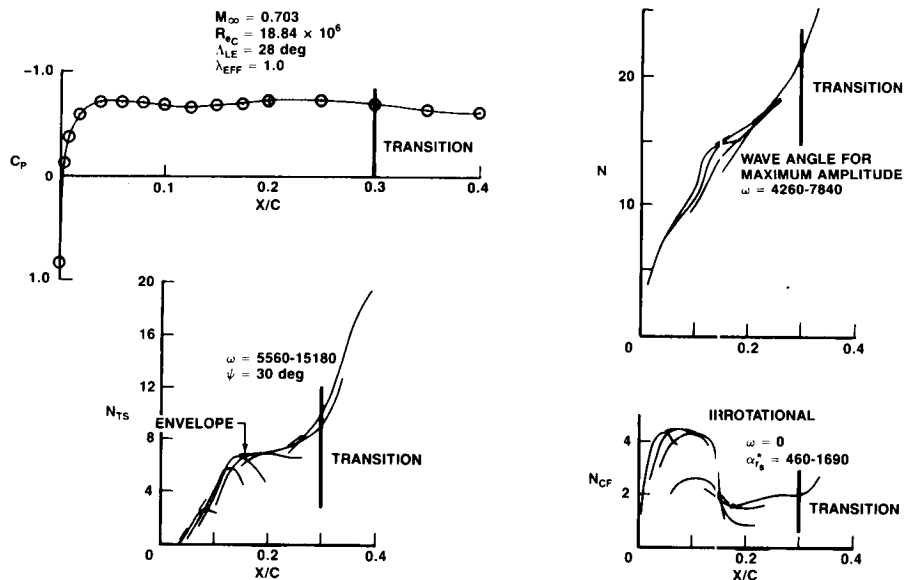 M∞ = 0.703
ReC = 18.84 × 10⁶
ΛLE = 28 deg
λEFF = 1.0
−1.0
CP
0
1.0
TRANSITION
0.1
0.2
0.3
0.4
X/C
20
N
10
0
TRANSITION
WAVE ANGLE FOR
MAXIMUM AMPLITUDE
ω = 4260-7840
0.2
0.4
X/C
20
16
12
NTS
8
4
0
ω = 5560-15180
ψ = 30 deg
ENVELOPE
TRANSITION
0.2
0.4
X/C
IRROTATIONAL
ω = 0
α*rs = 460-1690
4
NCF
2
0
TRANSITION
0.2
0.4
X/C